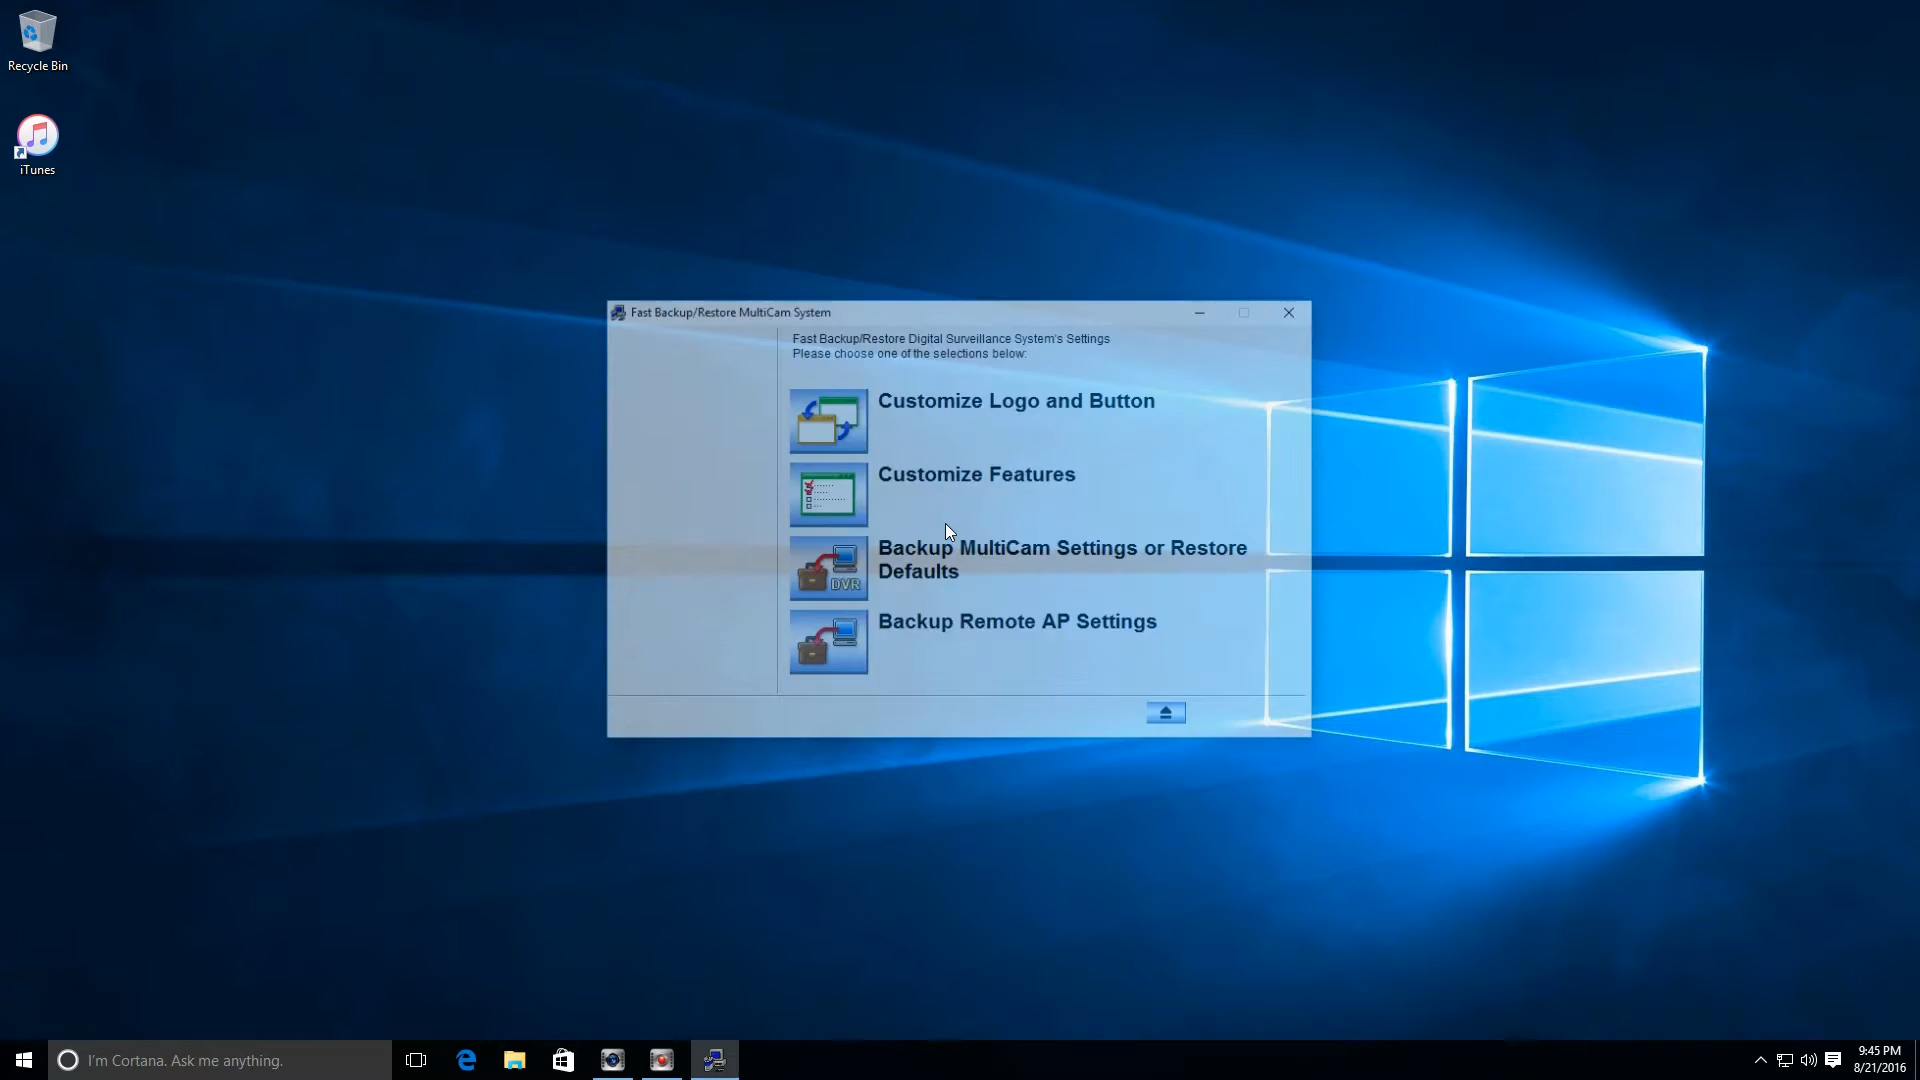 Recycle Bin
iTunes
Fast Backup/Restore MultiCam System
Fast Backup/Restore Digital Surveillance System's Settings
Please choose one of the selections below:
Customize Logo and Button
Customize Features
Backup MultiCam Settings or Restore
Defaults
DVR
Backup Remote AP Settings
I'm Cortana. Ask me anything.
9:45 PM
8/21/2016